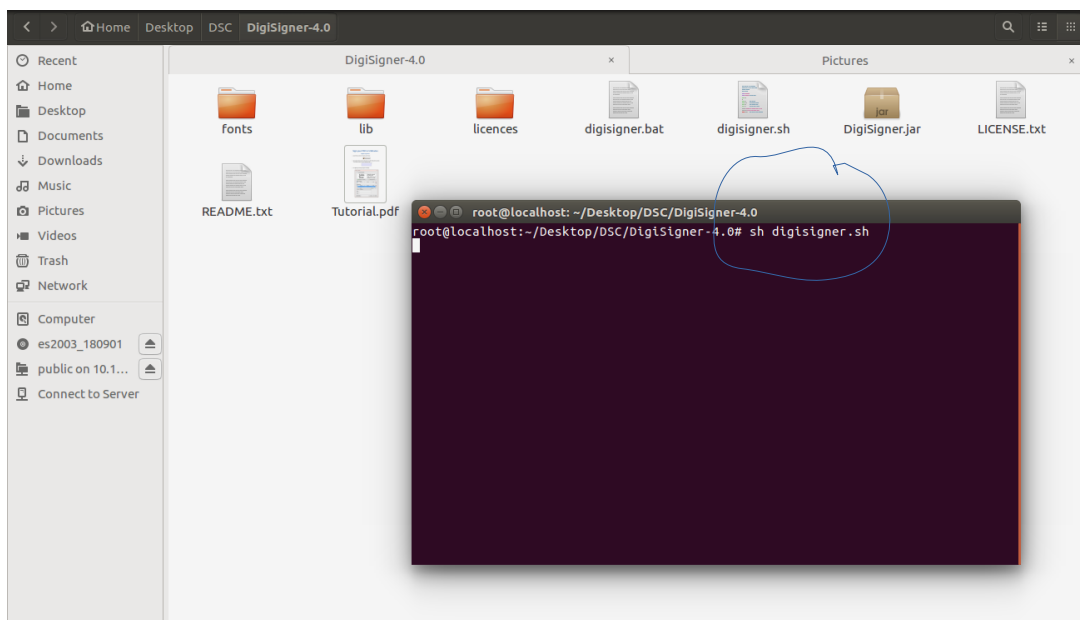 Home Desktop DSC DigiSigner-4.0
DigiSigner-4.0 × Pictures ×
Recent
Home
Desktop
Documents
Downloads
Music
Pictures
Videos
Trash
Network
Computer
es2003_180901
public on 10.1...
Connect to Server
fonts lib licences digisigner.bat digisigner.sh DigiSigner.jar LICENSE.txt
jar
README.txt Tutorial.pdf
root@localhost: ~/Desktop/DSC/DigiSigner-4.0
root@localhost:~/Desktop/DSC/DigiSigner-4.0# sh digisigner.sh